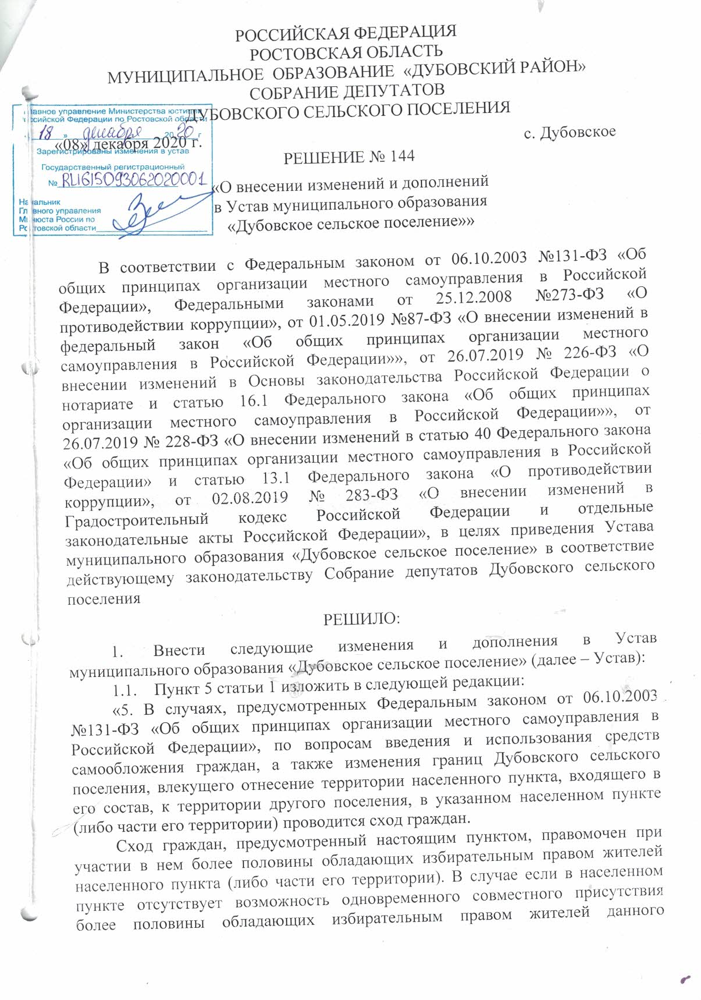 РОССИЙСКАЯ ФЕДЕРАЦИЯ
РОСТОВСКАЯ ОБЛАСТЬ
МУНИЦИПАЛЬНОЕ ОБРАЗОВАНИЕ «ДУБОВСКИЙ РАЙОН»
СОБРАНИЕ ДЕПУТАТОВ
ДУБОВСКОГО СЕЛЬСКОГО ПОСЕЛЕНИЯ
лавное управление Министерства юстиции
ссийской Федерации по Ростовской области
18 » декабря 2020 г
«08» декабря 2020 г.
с. Дубовское
Зарегистрированы изменения в устав
Государственный регистрационный
№ RU615093062020001
Начальник
Главного управления
Минюста России по
Ростовской области
РЕШЕНИЕ № 144
«О внесении изменений и дополнений
в Устав муниципального образования
«Дубовское сельское поселение»»
В соответствии с Федеральным законом от 06.10.2003 №131-ФЗ «Об
общих принципах организации местного самоуправления в Российской
Федерации», Федеральными законами от 25.12.2008 №273-ФЗ «О
противодействии коррупции», от 01.05.2019 №87-ФЗ «О внесении изменений в
федеральный закон «Об общих принципах организации местного
самоуправления в Российской Федерации»», от 26.07.2019 № 226-ФЗ «О
внесении изменений в Основы законодательства Российской Федерации о
нотариате и статью 16.1 Федерального закона «Об общих принципах
организации местного самоуправления в Российской Федерации»», от
26.07.2019 № 228-ФЗ «О внесении изменений в статью 40 Федерального закона
«Об общих принципах организации местного самоуправления в Российской
Федерации» и статью 13.1 Федерального закона «О противодействии
коррупции», от 02.08.2019 № 283-ФЗ «О внесении изменений в
Градостроительный кодекс Российской Федерации и отдельные
законодательные акты Российской Федерации», в целях приведения Устава
муниципального образования «Дубовское сельское поселение» в соответствие
действующему законодательству Собрание депутатов Дубовского сельского
поселения
РЕШИЛО:
1. Внести следующие изменения и дополнения в Устав
муниципального образования «Дубовское сельское поселение» (далее – Устав):
1.1. Пункт 5 статьи 1 изложить в следующей редакции:
«5. В случаях, предусмотренных Федеральным законом от 06.10.2003
№131-ФЗ «Об общих принципах организации местного самоуправления в
Российской Федерации», по вопросам введения и использования средств
самообложения граждан, а также изменения границ Дубовского сельского
поселения, влекущего отнесение территории населенного пункта, входящего в
его состав, к территории другого поселения, в указанном населенном пункте
(либо части его территории) проводится сход граждан.
Сход граждан, предусмотренный настоящим пунктом, правомочен при
участии в нем более половины обладающих избирательным правом жителей
населенного пункта (либо части его территории). В случае если в населенном
пункте отсутствует возможность одновременного совместного присутствия
более половины обладающих избирательным правом жителей данного